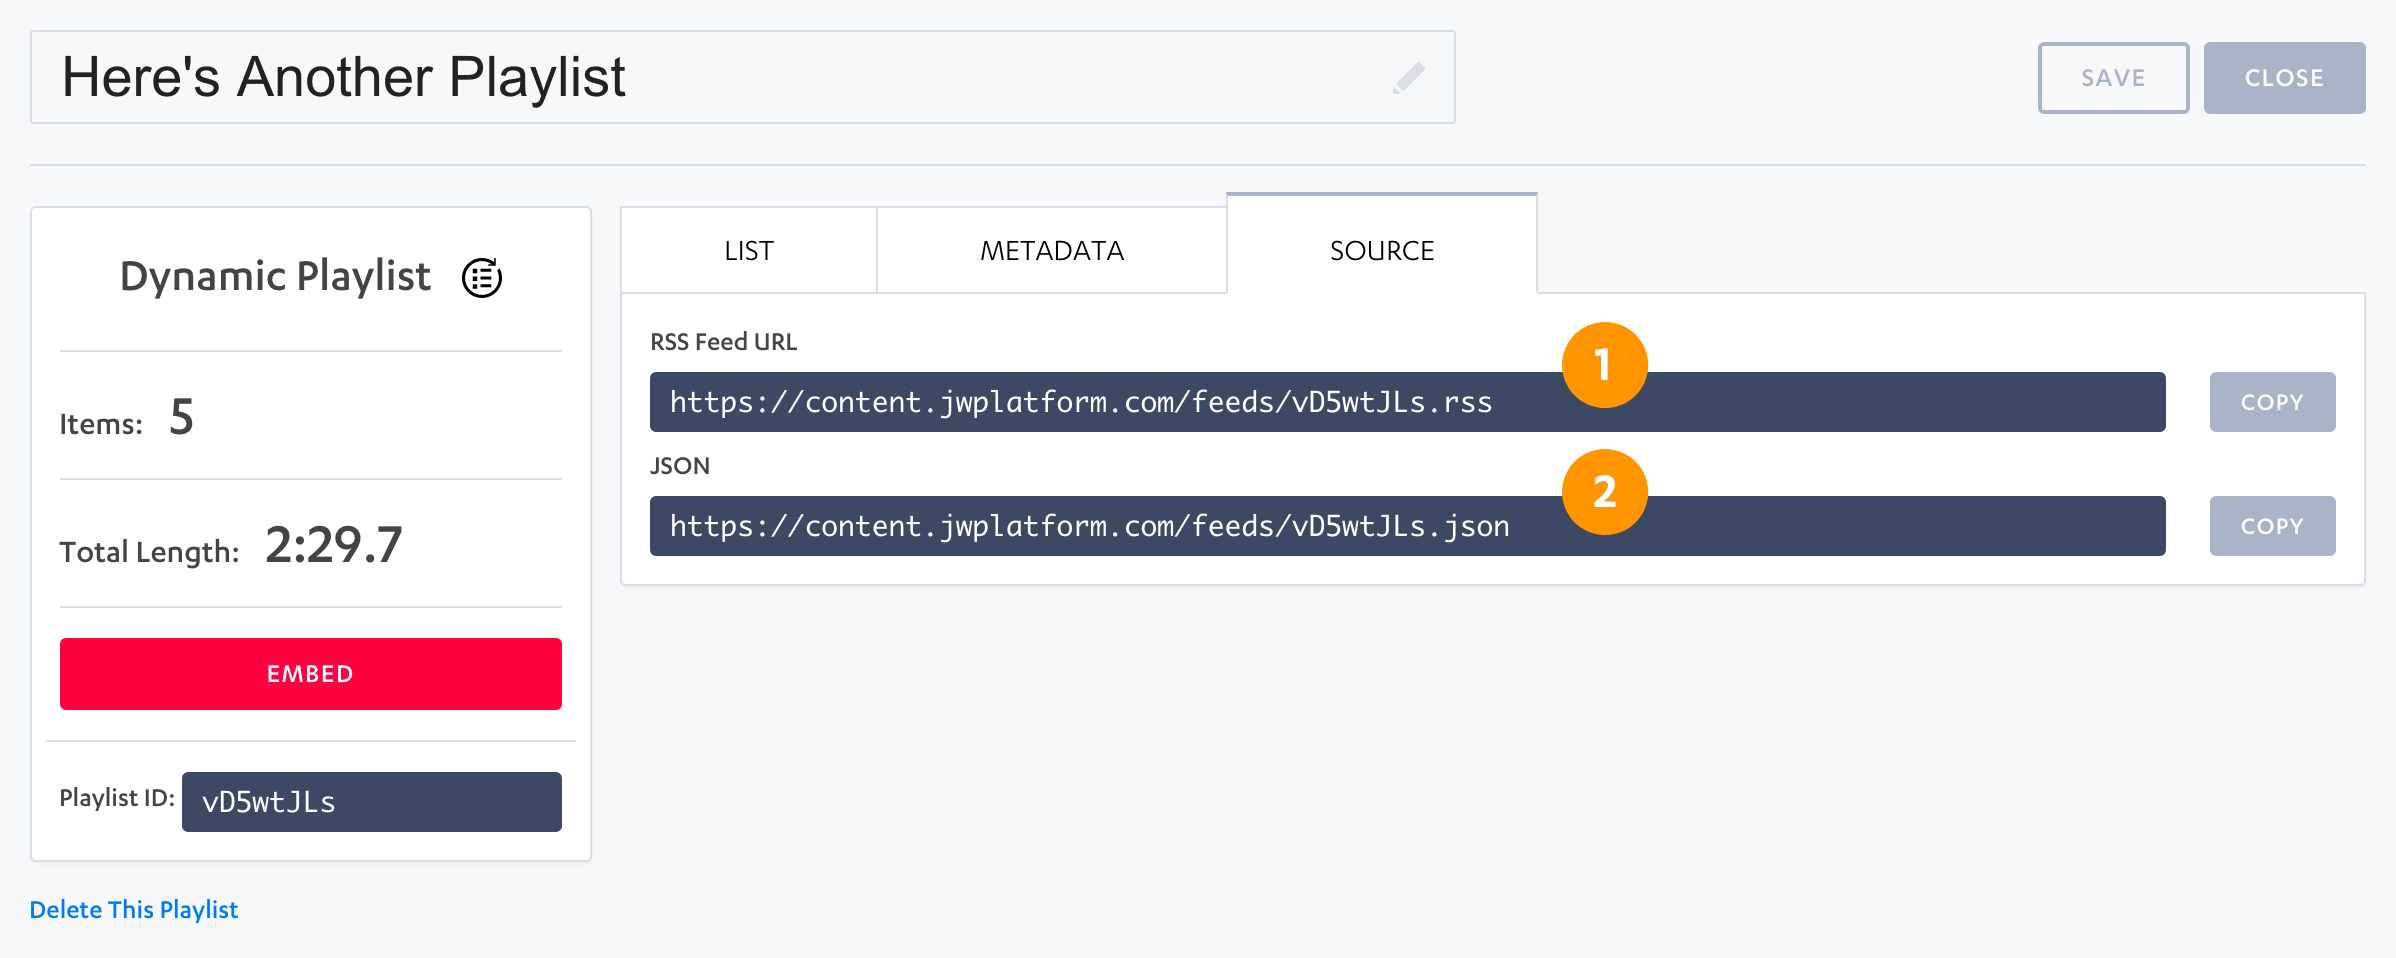 Here's Another Playlist
SAVE
CLOSE
Dynamic Playlist
Items: 5
Total Length: 2:29.7
EMBED
Playlist ID: vD5wtJLs
Delete This Playlist
LIST
METADATA
SOURCE
RSS Feed URL
1
https://content.jwplatform.com/feeds/vD5wtJLs.rss
COPY
JSON
2
https://content.jwplatform.com/feeds/vD5wtJLs.json
COPY